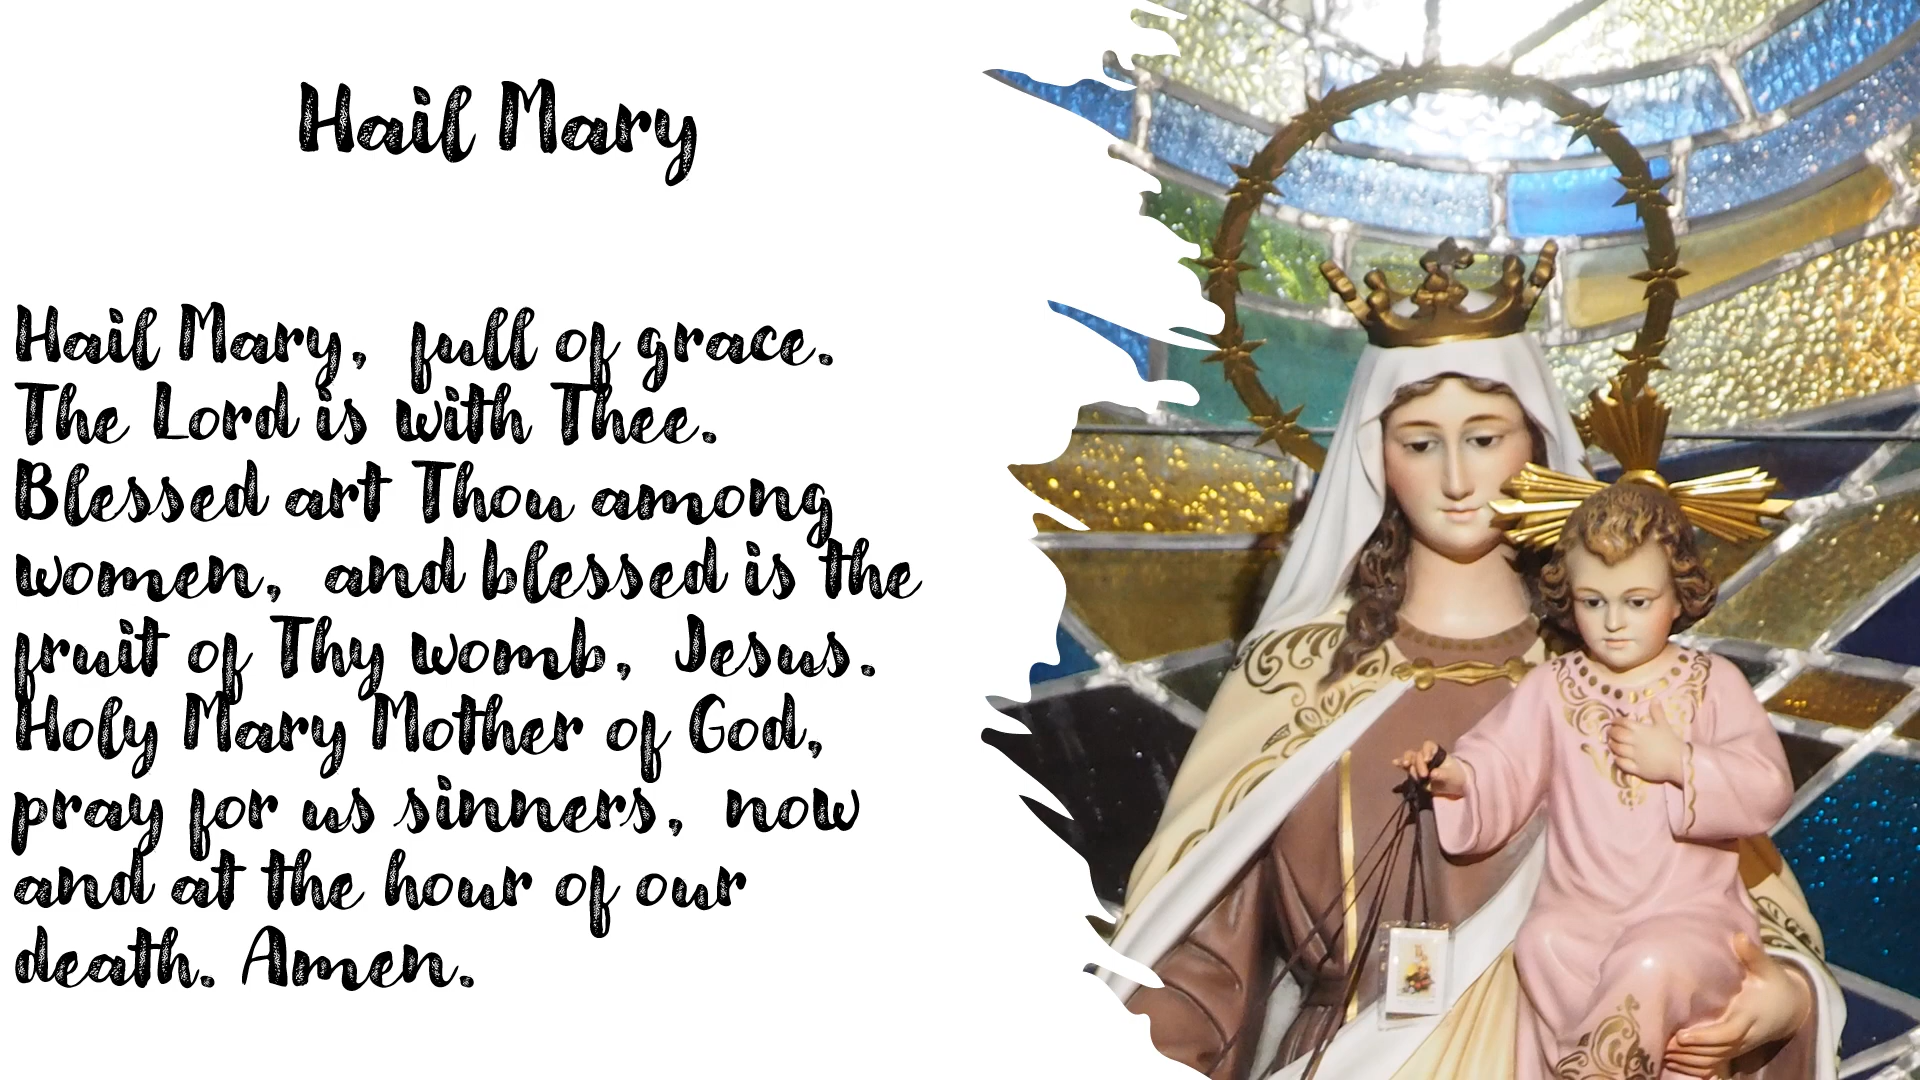 Hail Mary
Hail Mary, full of grace.
The Lord is with Thee.
Blessed art Thou among
women, and blessed is the
fruit of Thy womb, Jesus.
Holy Mary Mother of God,
pray for us sinners, now
and at the hour of our
death. Amen.